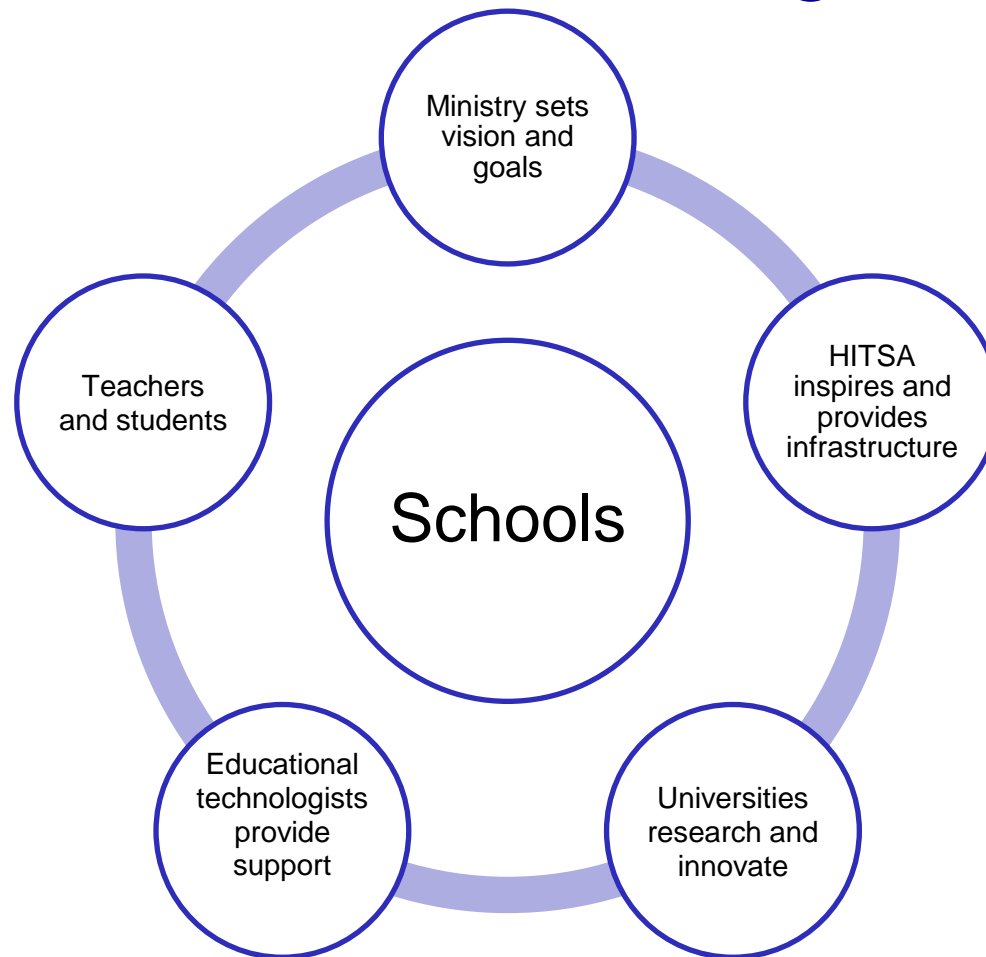 Ministry sets
vision and
goals
HITSA
inspires and
provides
infrastructure
Teachers
and students
Schools
Educational
technologists
provide
support
Universities
research and
innovate